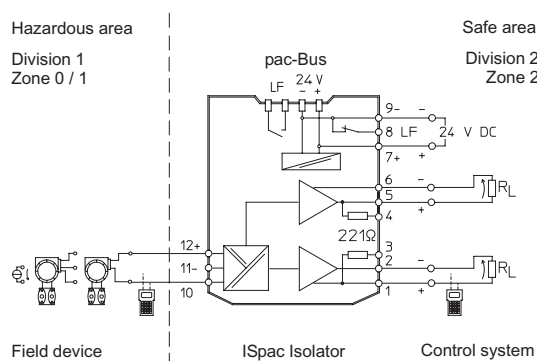 Hazardous area
Safe area
Division 1
Zone 0 / 1
Division 2
Zone 2
pac-Bus
LF
24 V
- +
9-
-
8 LF
24 V DC
7+
+
6
-
5
+
RL
4
221Ω
3
2
-
1
+
RL
12+
11-
10
Field device
ISpac Isolator
Control system